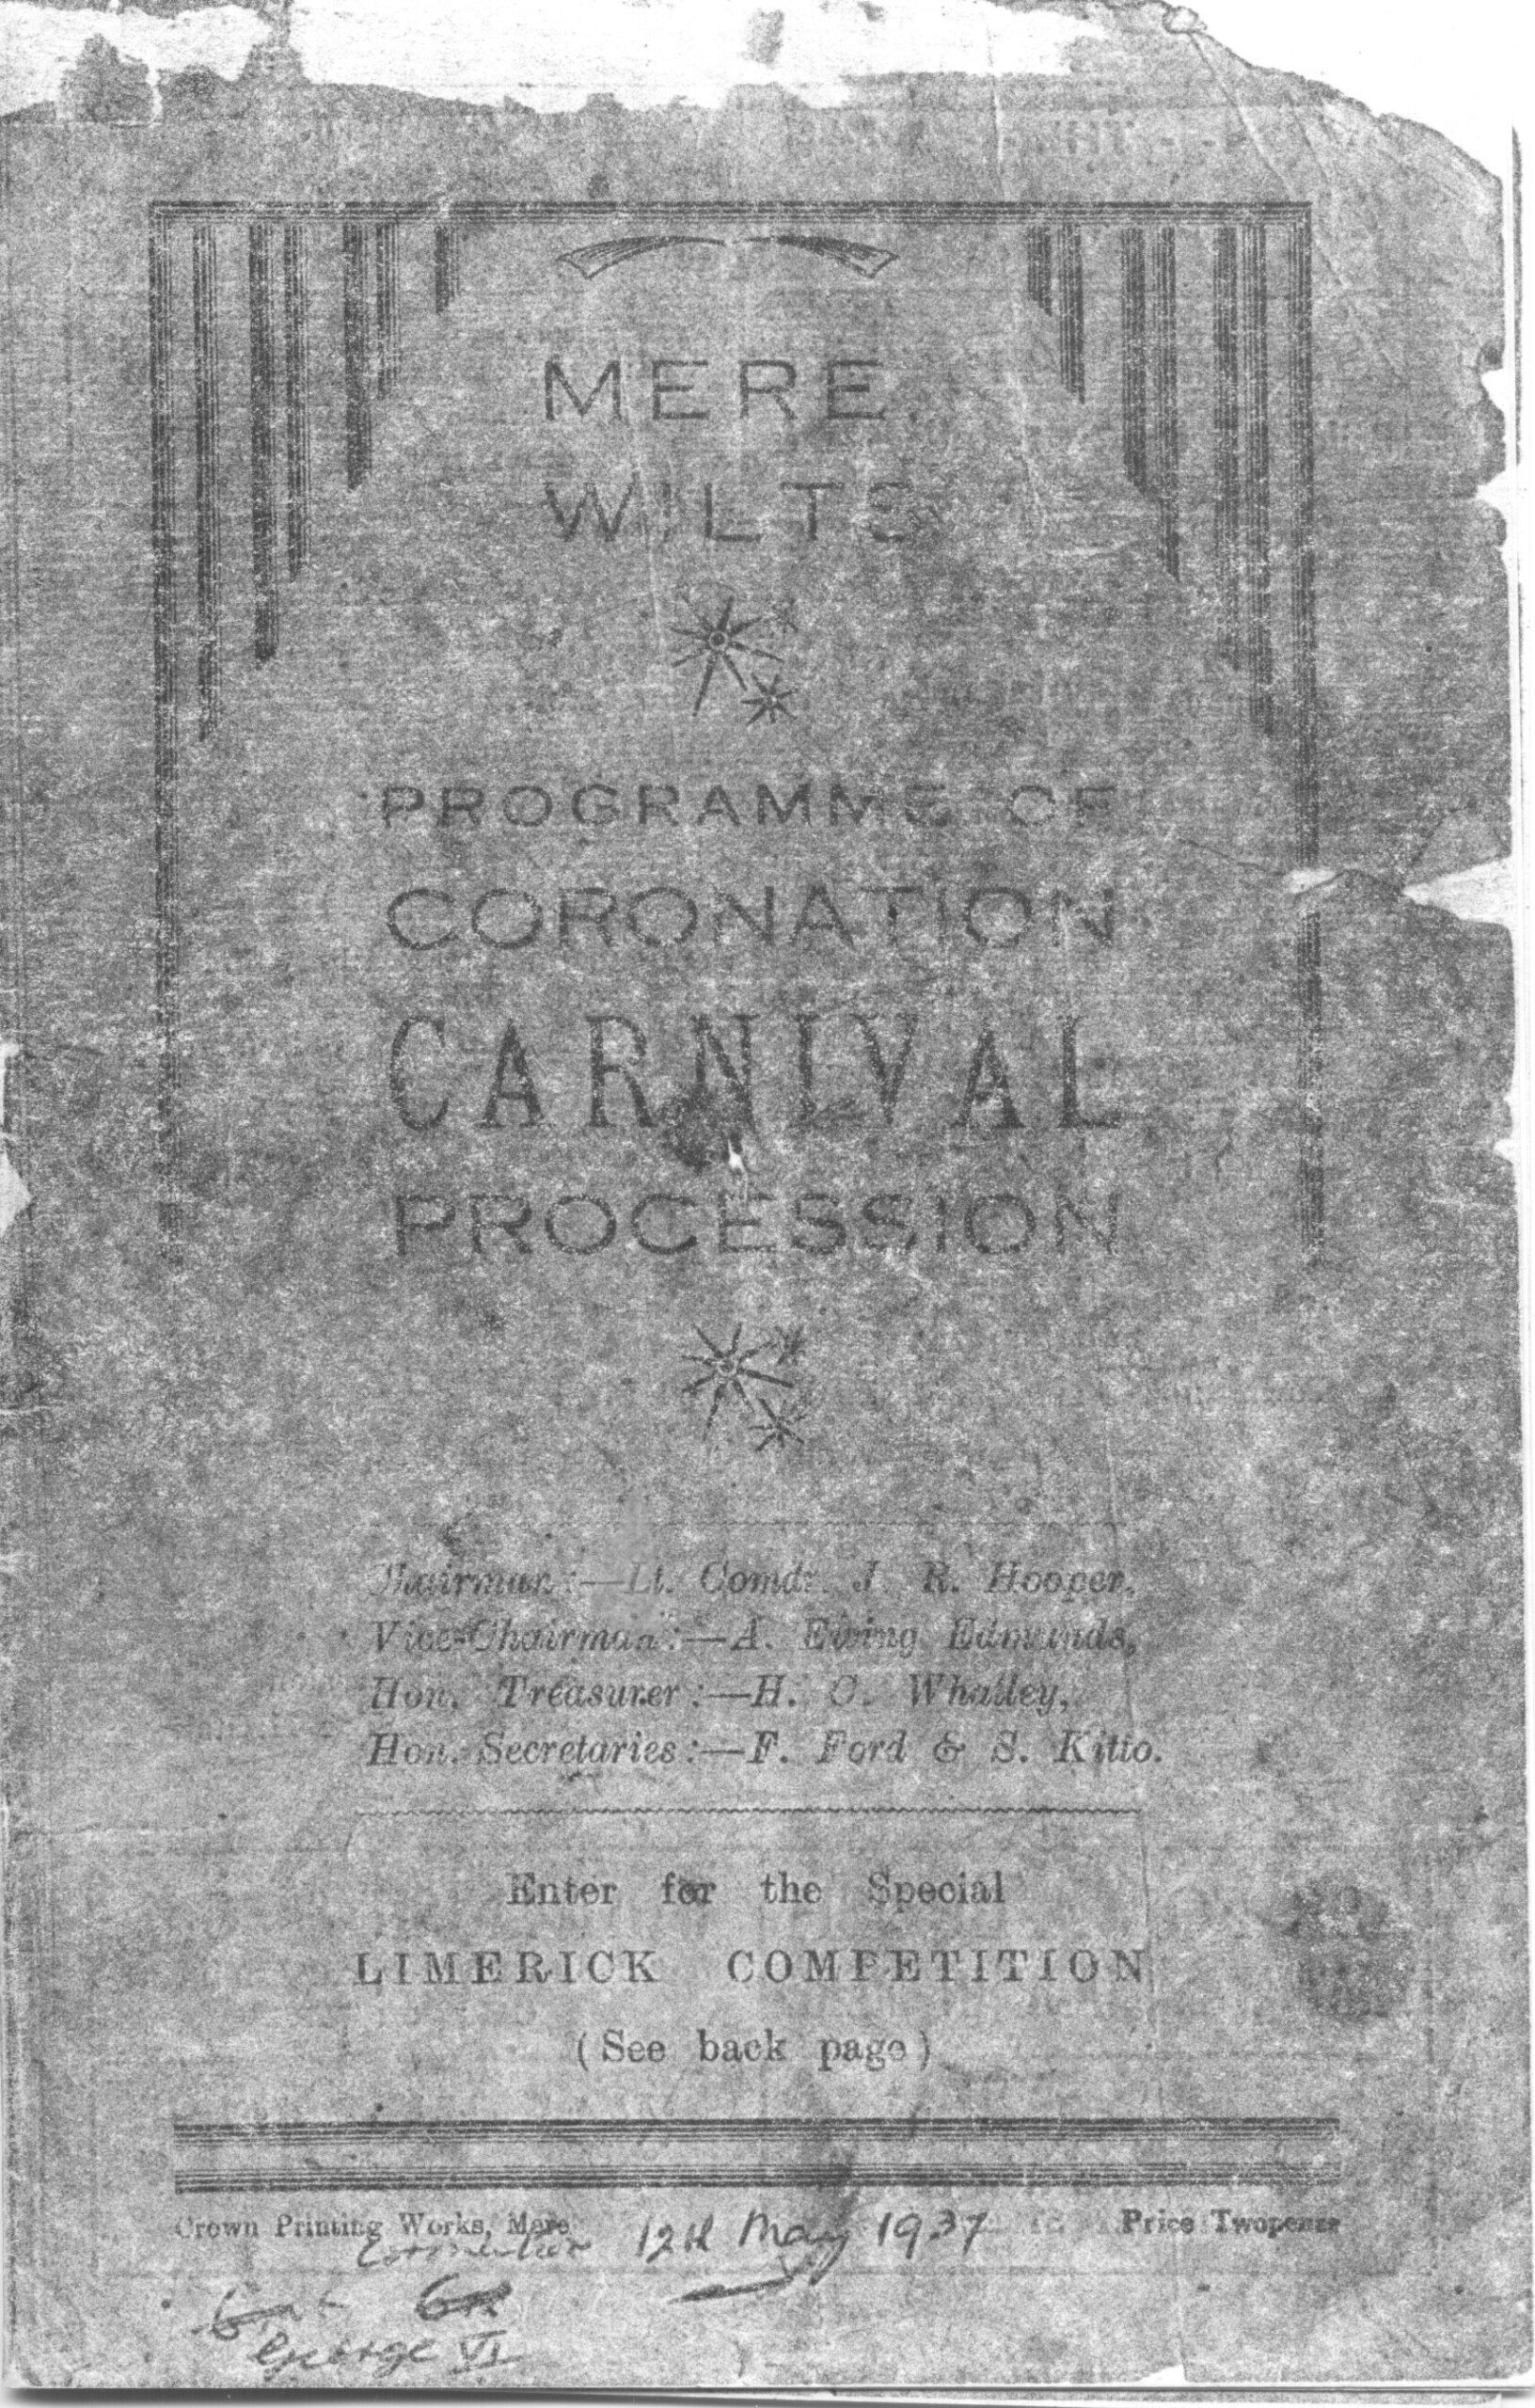 MERE,
WILTS
PROGRAMME OF
CORONATION
CARNIVAL
PROCESSION
Chairman:—Lt. Comdr. J. R. Hooper,
Vice-Chairman:—A. Ewing Edmunds,
Hon. Treasurer:—H. C. Whalley,
Hon. Secretaries:—F. Ford & S. Kitto.
Enter for the Special
LIMERICK COMPETITION
(See back page)
Crown Printing Works, Mere. 12th May 1937 Price Twopence
Coronation
George VI